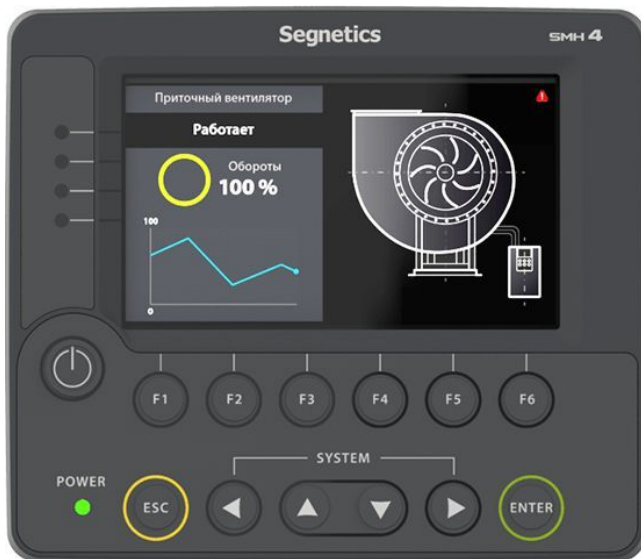 Segnetics
SMH 4
Приточный вентилятор
Работает
Обороты
100 %
100
0
F1
F2
F3
F4
F5
F6
SYSTEM
POWER
ESC
ENTER